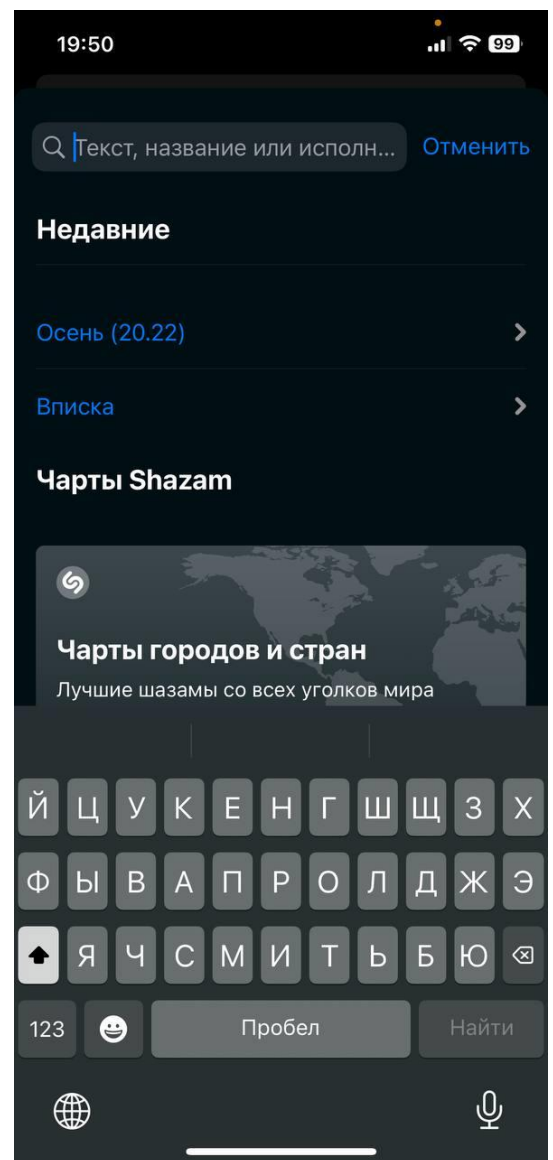 19:50
99
Текст, название или исполн... Отменить
Недавние
Осень (20.22)
Вписка
Чарты Shazam
Чарты городов и стран
Лучшие шазамы со всех уголков мира
Й Ц У К Е Н Г Ш Щ З Х
Ф Ы В А П Р О Л Д Ж Э
Я Ч С М И Т Ь Б Ю
123 Пробел Найти